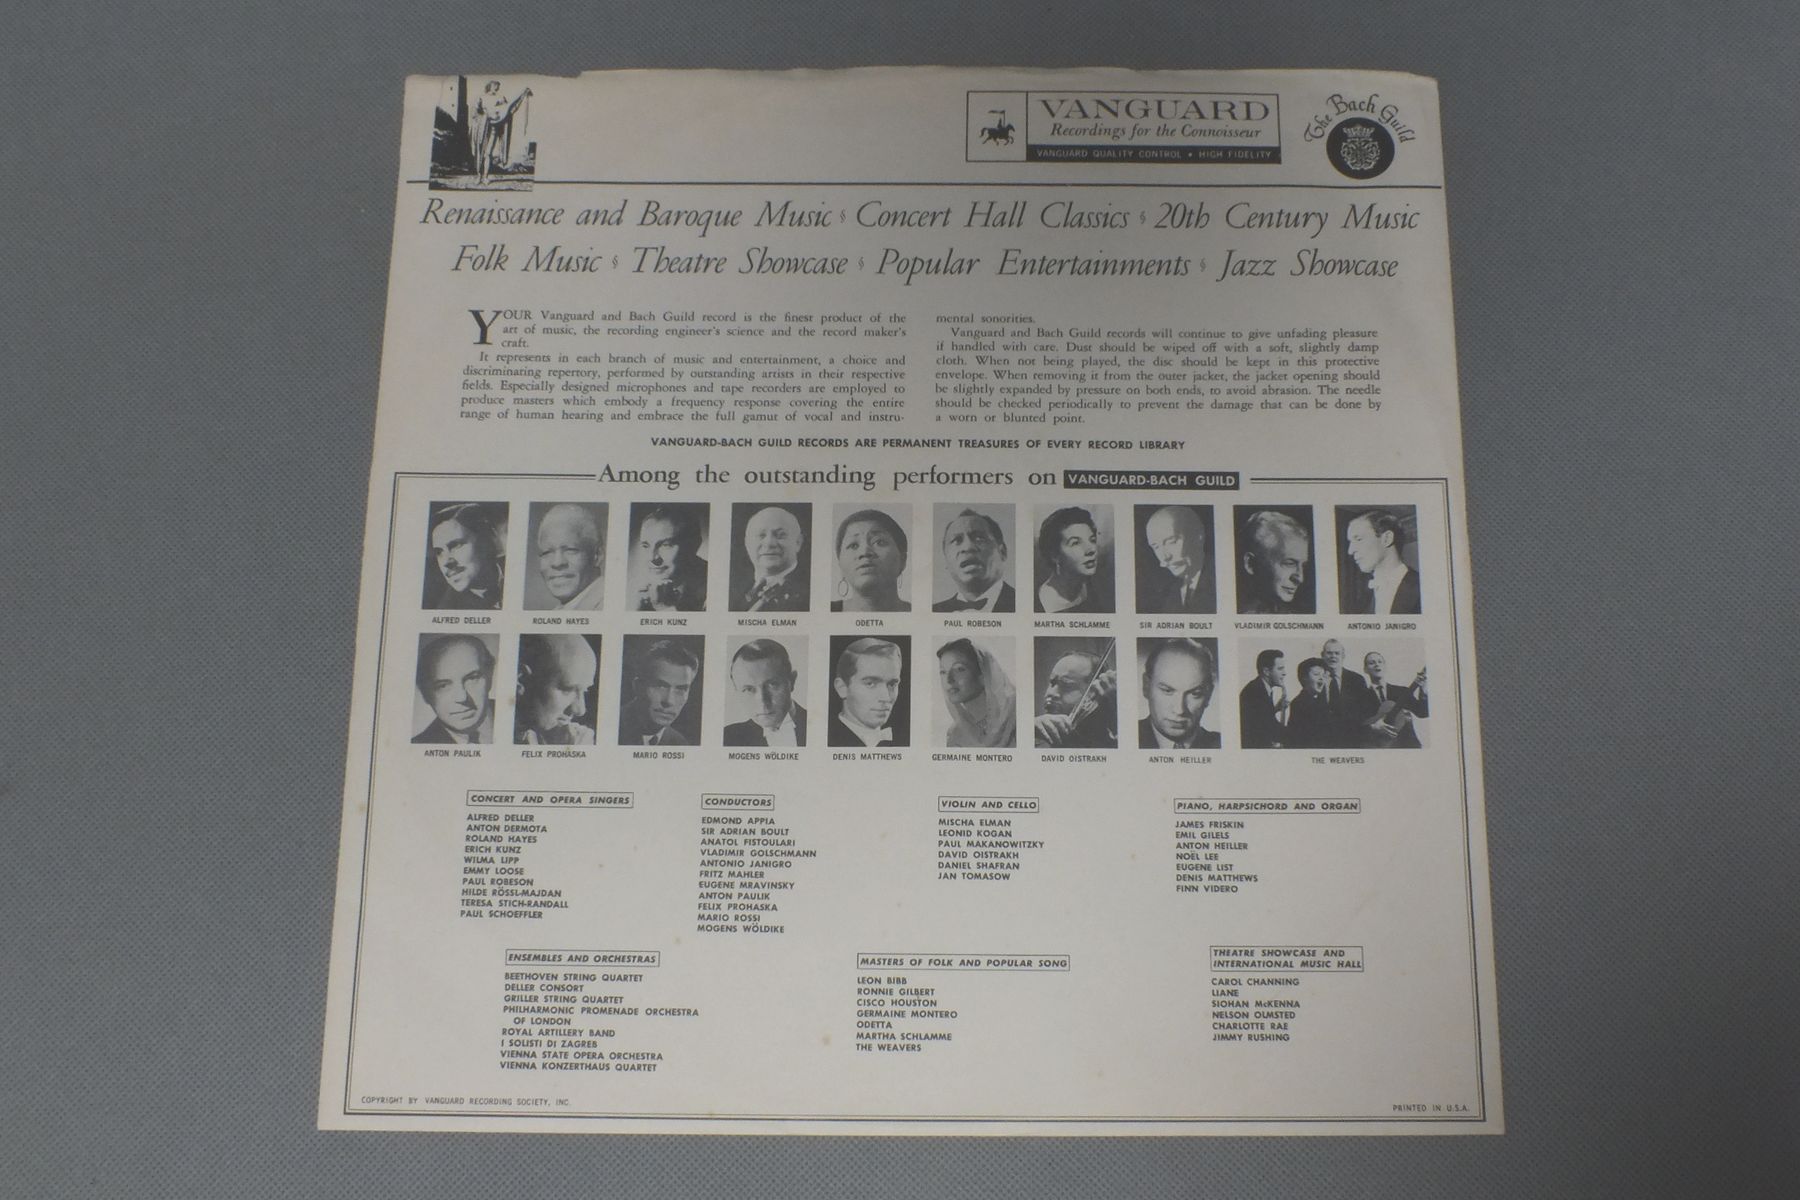 VANGUARD
Recordings for the Connoisseur
VANGUARD QUALITY CONTROL • HIGH FIDELITY
The Bach Guild
Renaissance and Baroque Music § Concert Hall Classics § 20th Century Music
Folk Music § Theatre Showcase § Popular Entertainments § Jazz Showcase
YOUR Vanguard and Bach Guild record is the finest product of the
art of music, the recording engineer's science and the record maker's
craft.
It represents in each branch of music and entertainment, a choice and
discriminating repertory, performed by outstanding artists in their respective
fields. Especially designed microphones and tape recorders are employed to
produce masters which embody a frequency response covering the entire
range of human hearing and embrace the full gamut of vocal and instru-
mental sonorities.
Vanguard and Bach Guild records will continue to give unfading pleasure
if handled with care. Dust should be wiped off with a soft, slightly damp
cloth. When not being played, the disc should be kept in this protective
envelope. When removing it from the outer jacket, the jacket opening should
be slightly expanded by pressure on both ends, to avoid abrasion. The needle
should be checked periodically to prevent the damage that can be done by
a worn or blunted point.
VANGUARD-BACH GUILD RECORDS ARE PERMANENT TREASURES OF EVERY RECORD LIBRARY
Among the outstanding performers on VANGUARD-BACH GUILD
ALFRED DELLER
ROLAND HAYES
ERICH KUNZ
MISCHA ELMAN
ODETTA
PAUL ROBESON
MARTHA SCHLAMME
SIR ADRIAN BOULT
VLADIMIR GOLSCHMANN
ANTONIO JANIGRO
ANTON PAULIK
FELIX PROHASKA
MARIO ROSSI
MOGENS WÖLDIKE
DENIS MATTHEWS
GERMAINE MONTERO
DAVID OISTRAKH
ANTON HEILLER
THE WEAVERS
CONCERT AND OPERA SINGERS
ALFRED DELLER
ANTON DERMOTA
ROLAND HAYES
ERICH KUNZ
WILMA LIPP
EMMY LOOSE
PAUL ROBESON
HILDE RÖSSL-MAJDAN
TERESA STICH-RANDALL
PAUL SCHOEFFLER
CONDUCTORS
EDMOND APPIA
SIR ADRIAN BOULT
ANATOL FISTOULARI
VLADIMIR GOLSCHMANN
ANTONIO JANIGRO
FRITZ MAHLER
EUGENE MRAVINSKY
ANTON PAULIK
FELIX PROHASKA
MARIO ROSSI
MOGENS WÖLDIKE
VIOLIN AND CELLO
MISCHA ELMAN
LEONID KOGAN
PAUL MAKANOWITZKY
DAVID OISTRAKH
DANIEL SHAFRAN
JAN TOMASOW
PIANO, HARPSICHORD AND ORGAN
JAMES FRISKIN
EMIL GILELS
ANTON HEILLER
NOËL LEE
EUGENE LIST
DENIS MATTHEWS
FINN VIDERO
ENSEMBLES AND ORCHESTRAS
BEETHOVEN STRING QUARTET
DELLER CONSORT
GRILLER STRING QUARTET
PHILHARMONIC PROMENADE ORCHESTRA
OF LONDON
ROYAL ARTILLERY BAND
I SOLISTI DI ZAGREB
VIENNA STATE OPERA ORCHESTRA
VIENNA KONZERTHAUS QUARTET
MASTERS OF FOLK AND POPULAR SONG
LEON BIBB
RONNIE GILBERT
CISCO HOUSTON
GERMAINE MONTERO
ODETTA
MARTHA SCHLAMME
THE WEAVERS
THEATRE SHOWCASE AND
INTERNATIONAL MUSIC HALL
CAROL CHANNING
LIANE
SIOHAN McKENNA
NELSON OLMSTED
CHARLOTTE RAE
JIMMY RUSHING
COPYRIGHT BY VANGUARD RECORDING SOCIETY, INC.
PRINTED IN U.S.A.